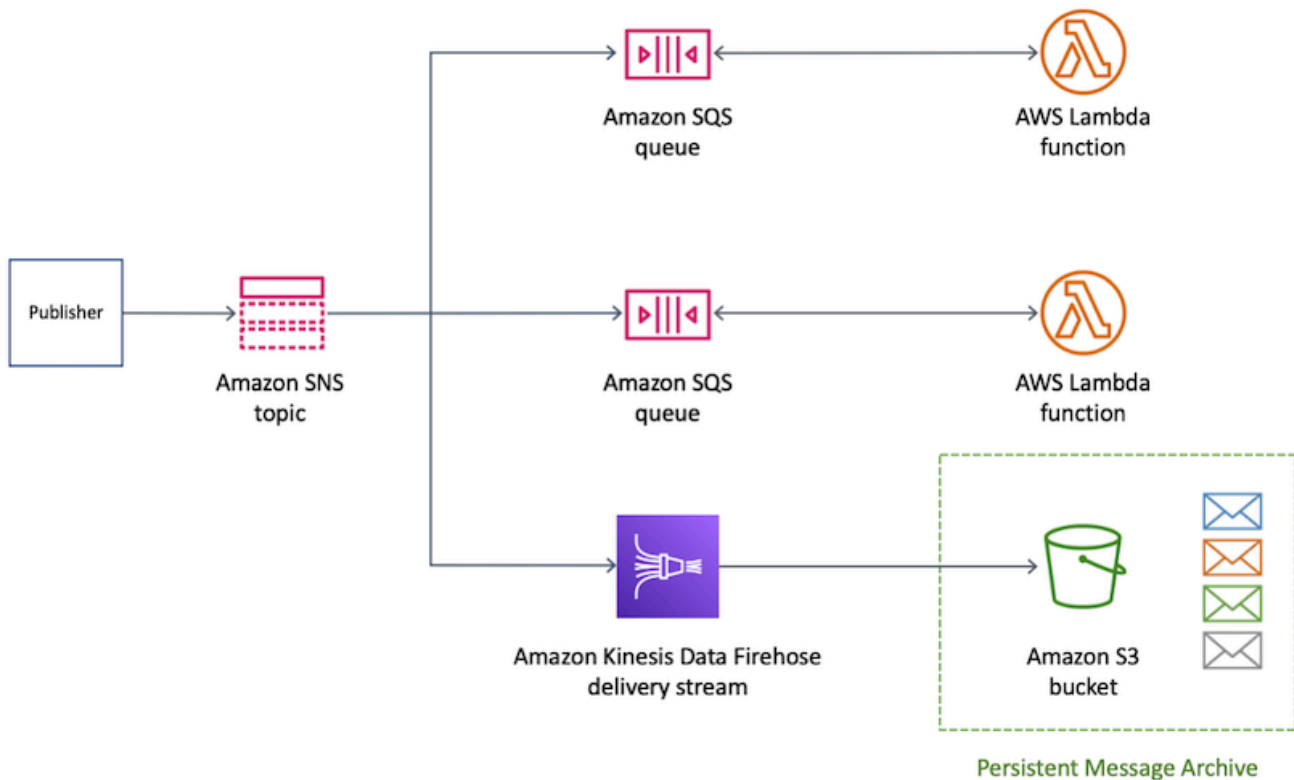 Amazon SQS
queue
AWS Lambda
function
Publisher
Amazon SNS
topic
Amazon SQS
queue
AWS Lambda
function
Amazon Kinesis Data Firehose
delivery stream
Amazon S3
bucket
Persistent Message Archive